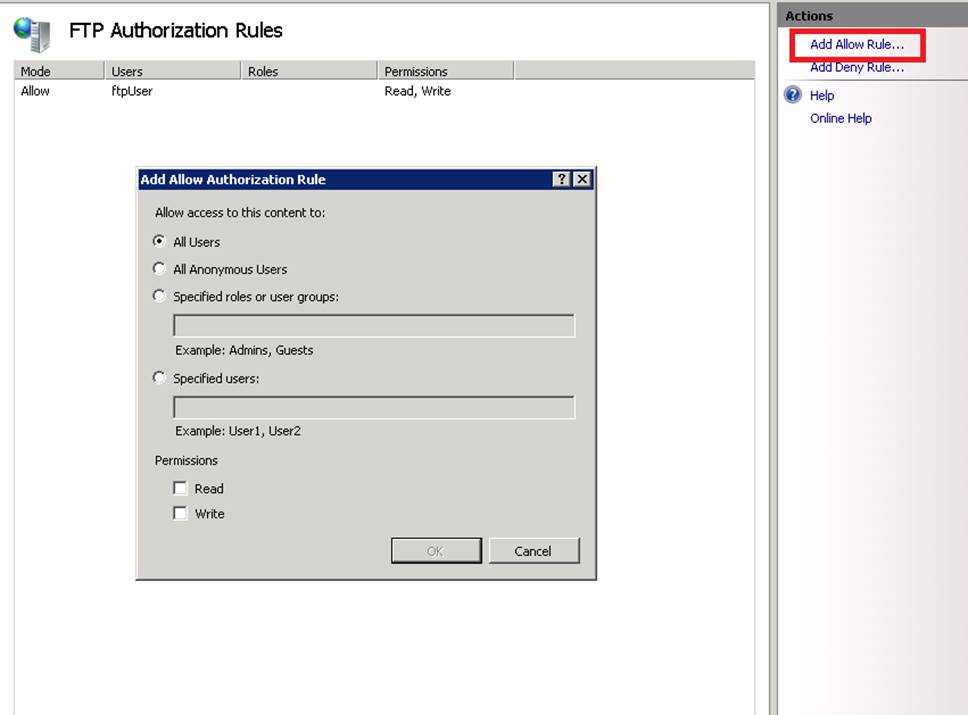 FTP Authorization Rules
Mode Users Roles Permissions
Allow ftpUser Read, Write
Add Allow Authorization Rule
Allow access to this content to:
All Users
All Anonymous Users
Specified roles or user groups:
Example: Admins, Guests
Specified users:
Example: User1, User2
Permissions
Read
Write
OK Cancel
Actions
Add Allow Rule...
Add Deny Rule...
Help
Online Help